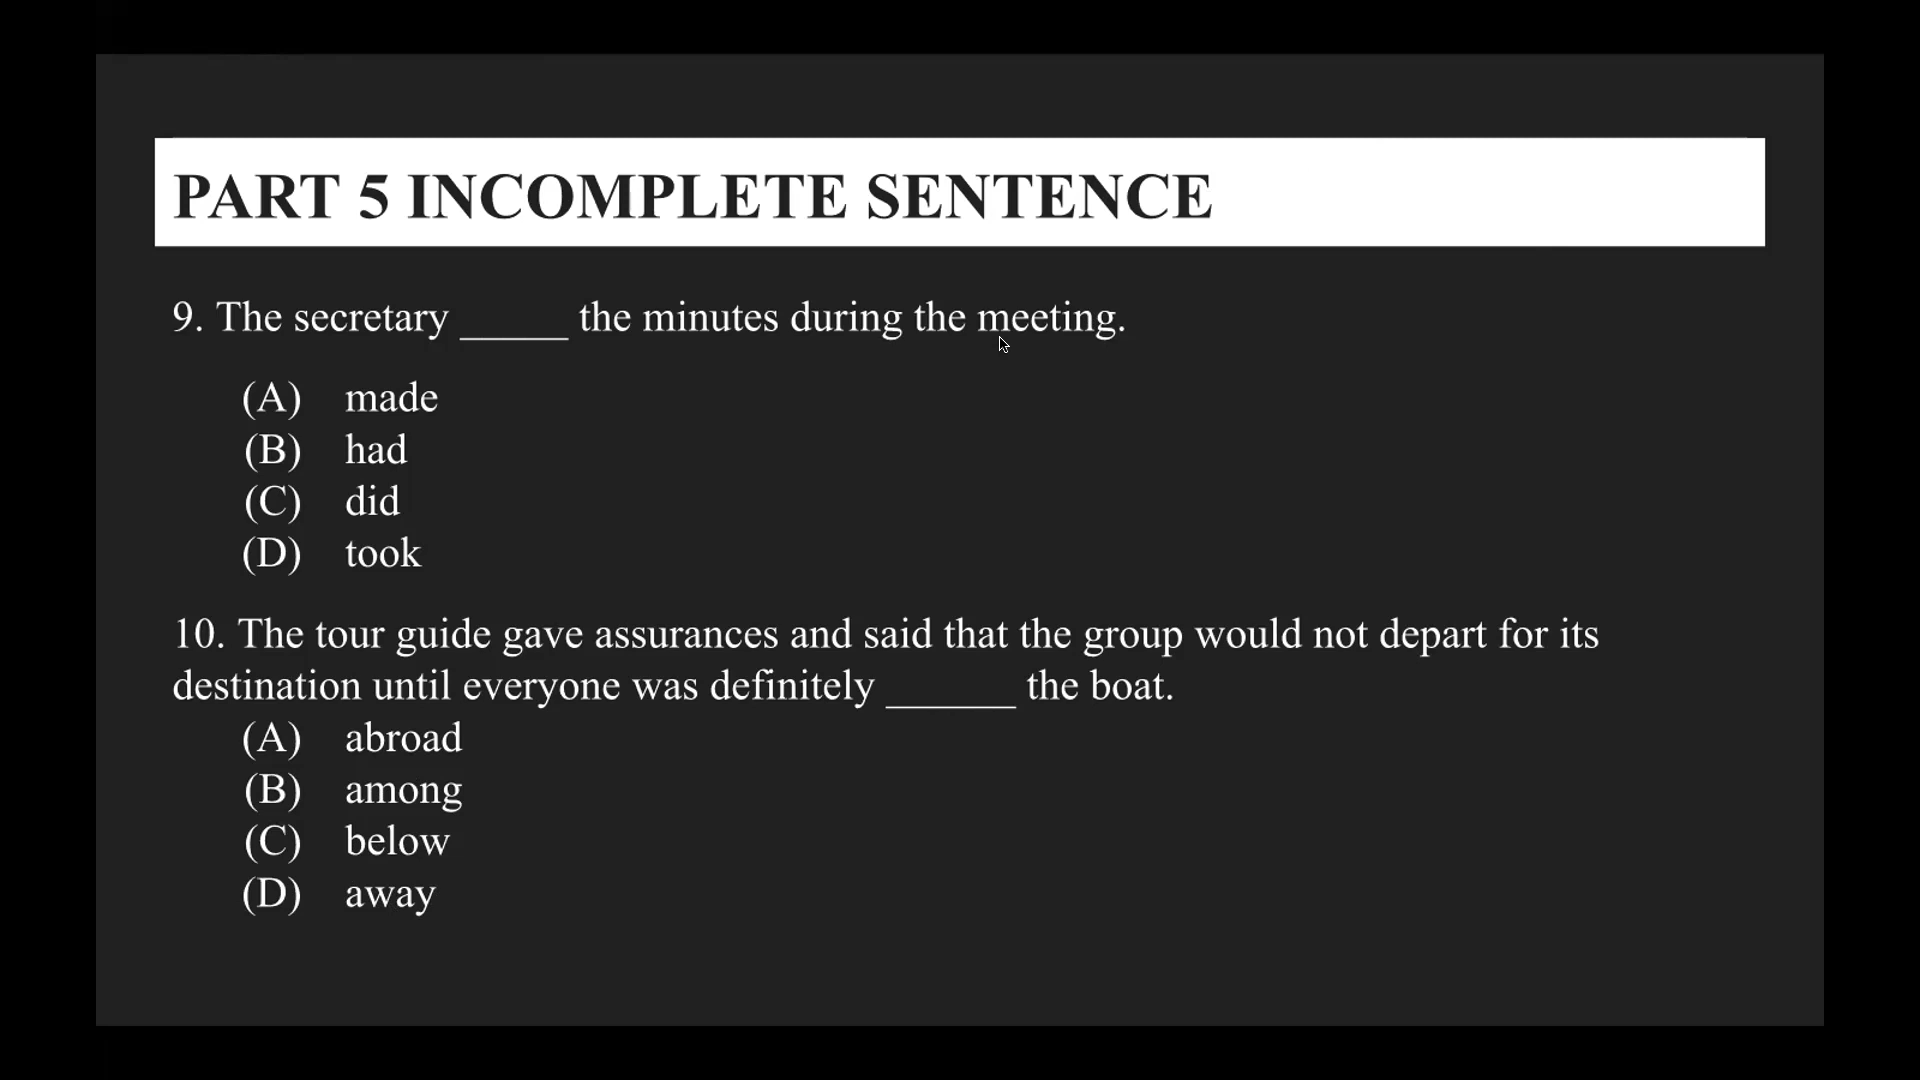 PART 5 INCOMPLETE SENTENCE
9. The secretary _____ the minutes during the meeting.
(A) made
(B) had
(C) did
(D) took
10. The tour guide gave assurances and said that the group would not depart for its
destination until everyone was definitely ______ the boat.
(A) abroad
(B) among
(C) below
(D) away